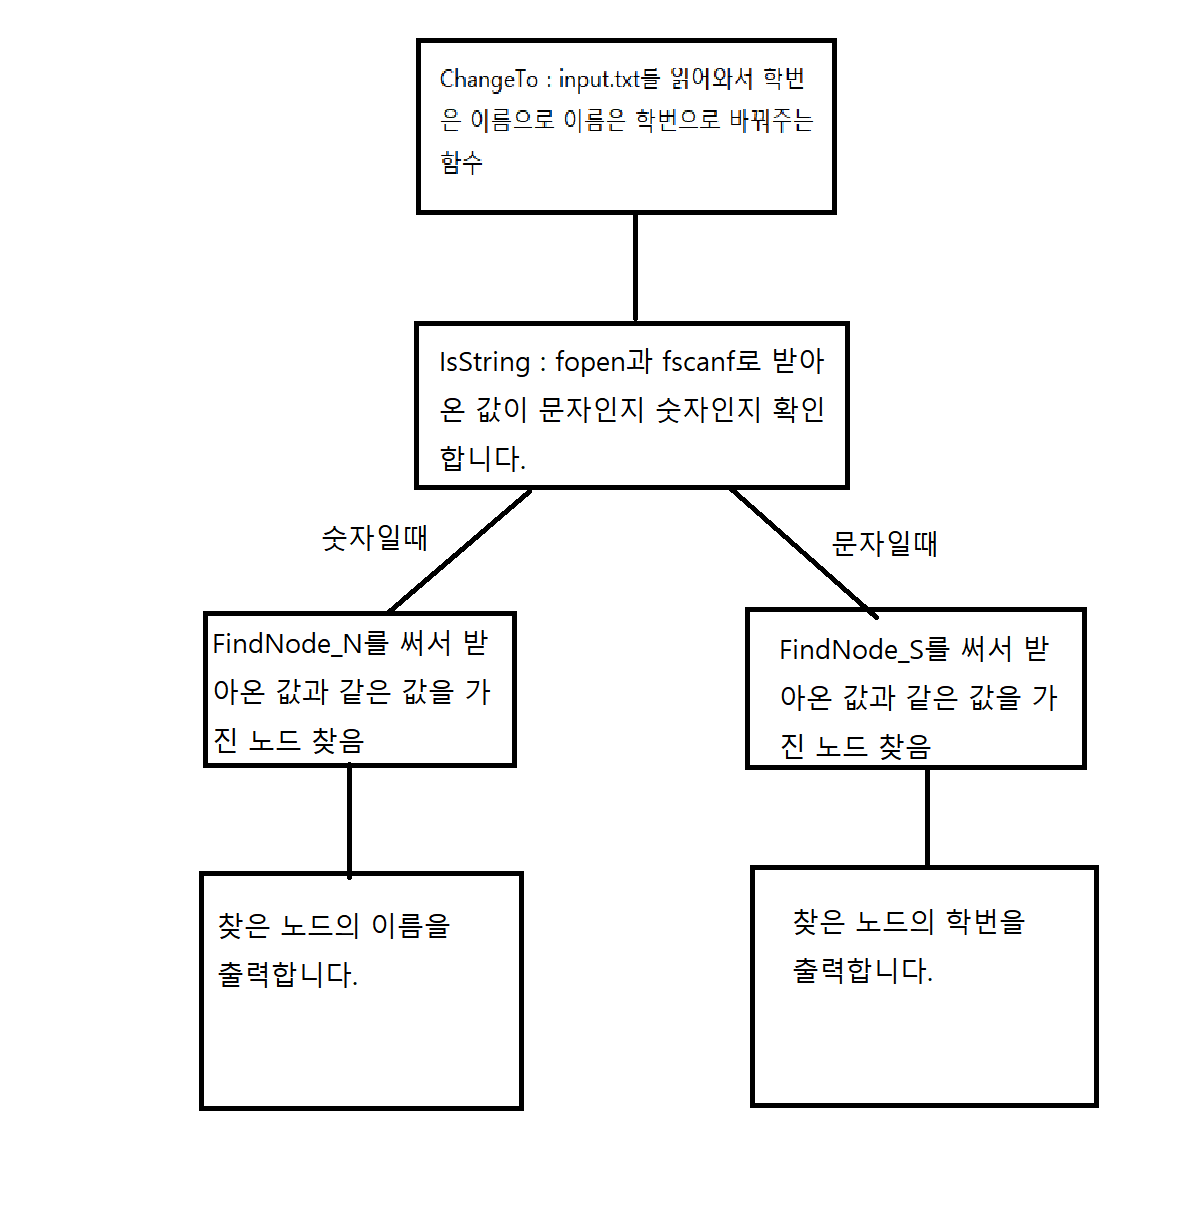 ChangeTo : input.txt를 읽어와서 학번
은 이름으로 이름은 학번으로 바꿔주는
함수
IsString : fopen과 fscanf로 받아
온 값이 문자인지 숫자인지 확인
합니다.
숫자일때
문자일때
FindNode_N를 써서 받
아온 값과 같은 값을 가
진 노드 찾음
FindNode_S를 써서 받
아온 값과 같은 값을 가
진 노드 찾음
찾은 노드의 이름을
출력합니다.
찾은 노드의 학번을
출력합니다.